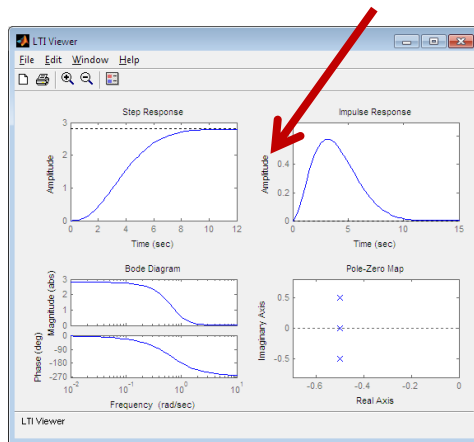 LTI Viewer
File Edit Window Help
Step Response
3
2
1
0
Amplitude
0 2 4 6 8 10 12
Time (sec)
Impulse Response
0.4
0.2
0
Amplitude
0 5 10 15
Time (sec)
Bode Diagram
3
2
1
0
Magnitude (abs)
0
-90
-180
-270
Phase (deg)
10^-2 10^-1 10^0 10^1
Frequency (rad/sec)
Pole-Zero Map
0.5
0
-0.5
Imaginary Axis
-0.6 -0.4 -0.2 0
Real Axis
LTI Viewer